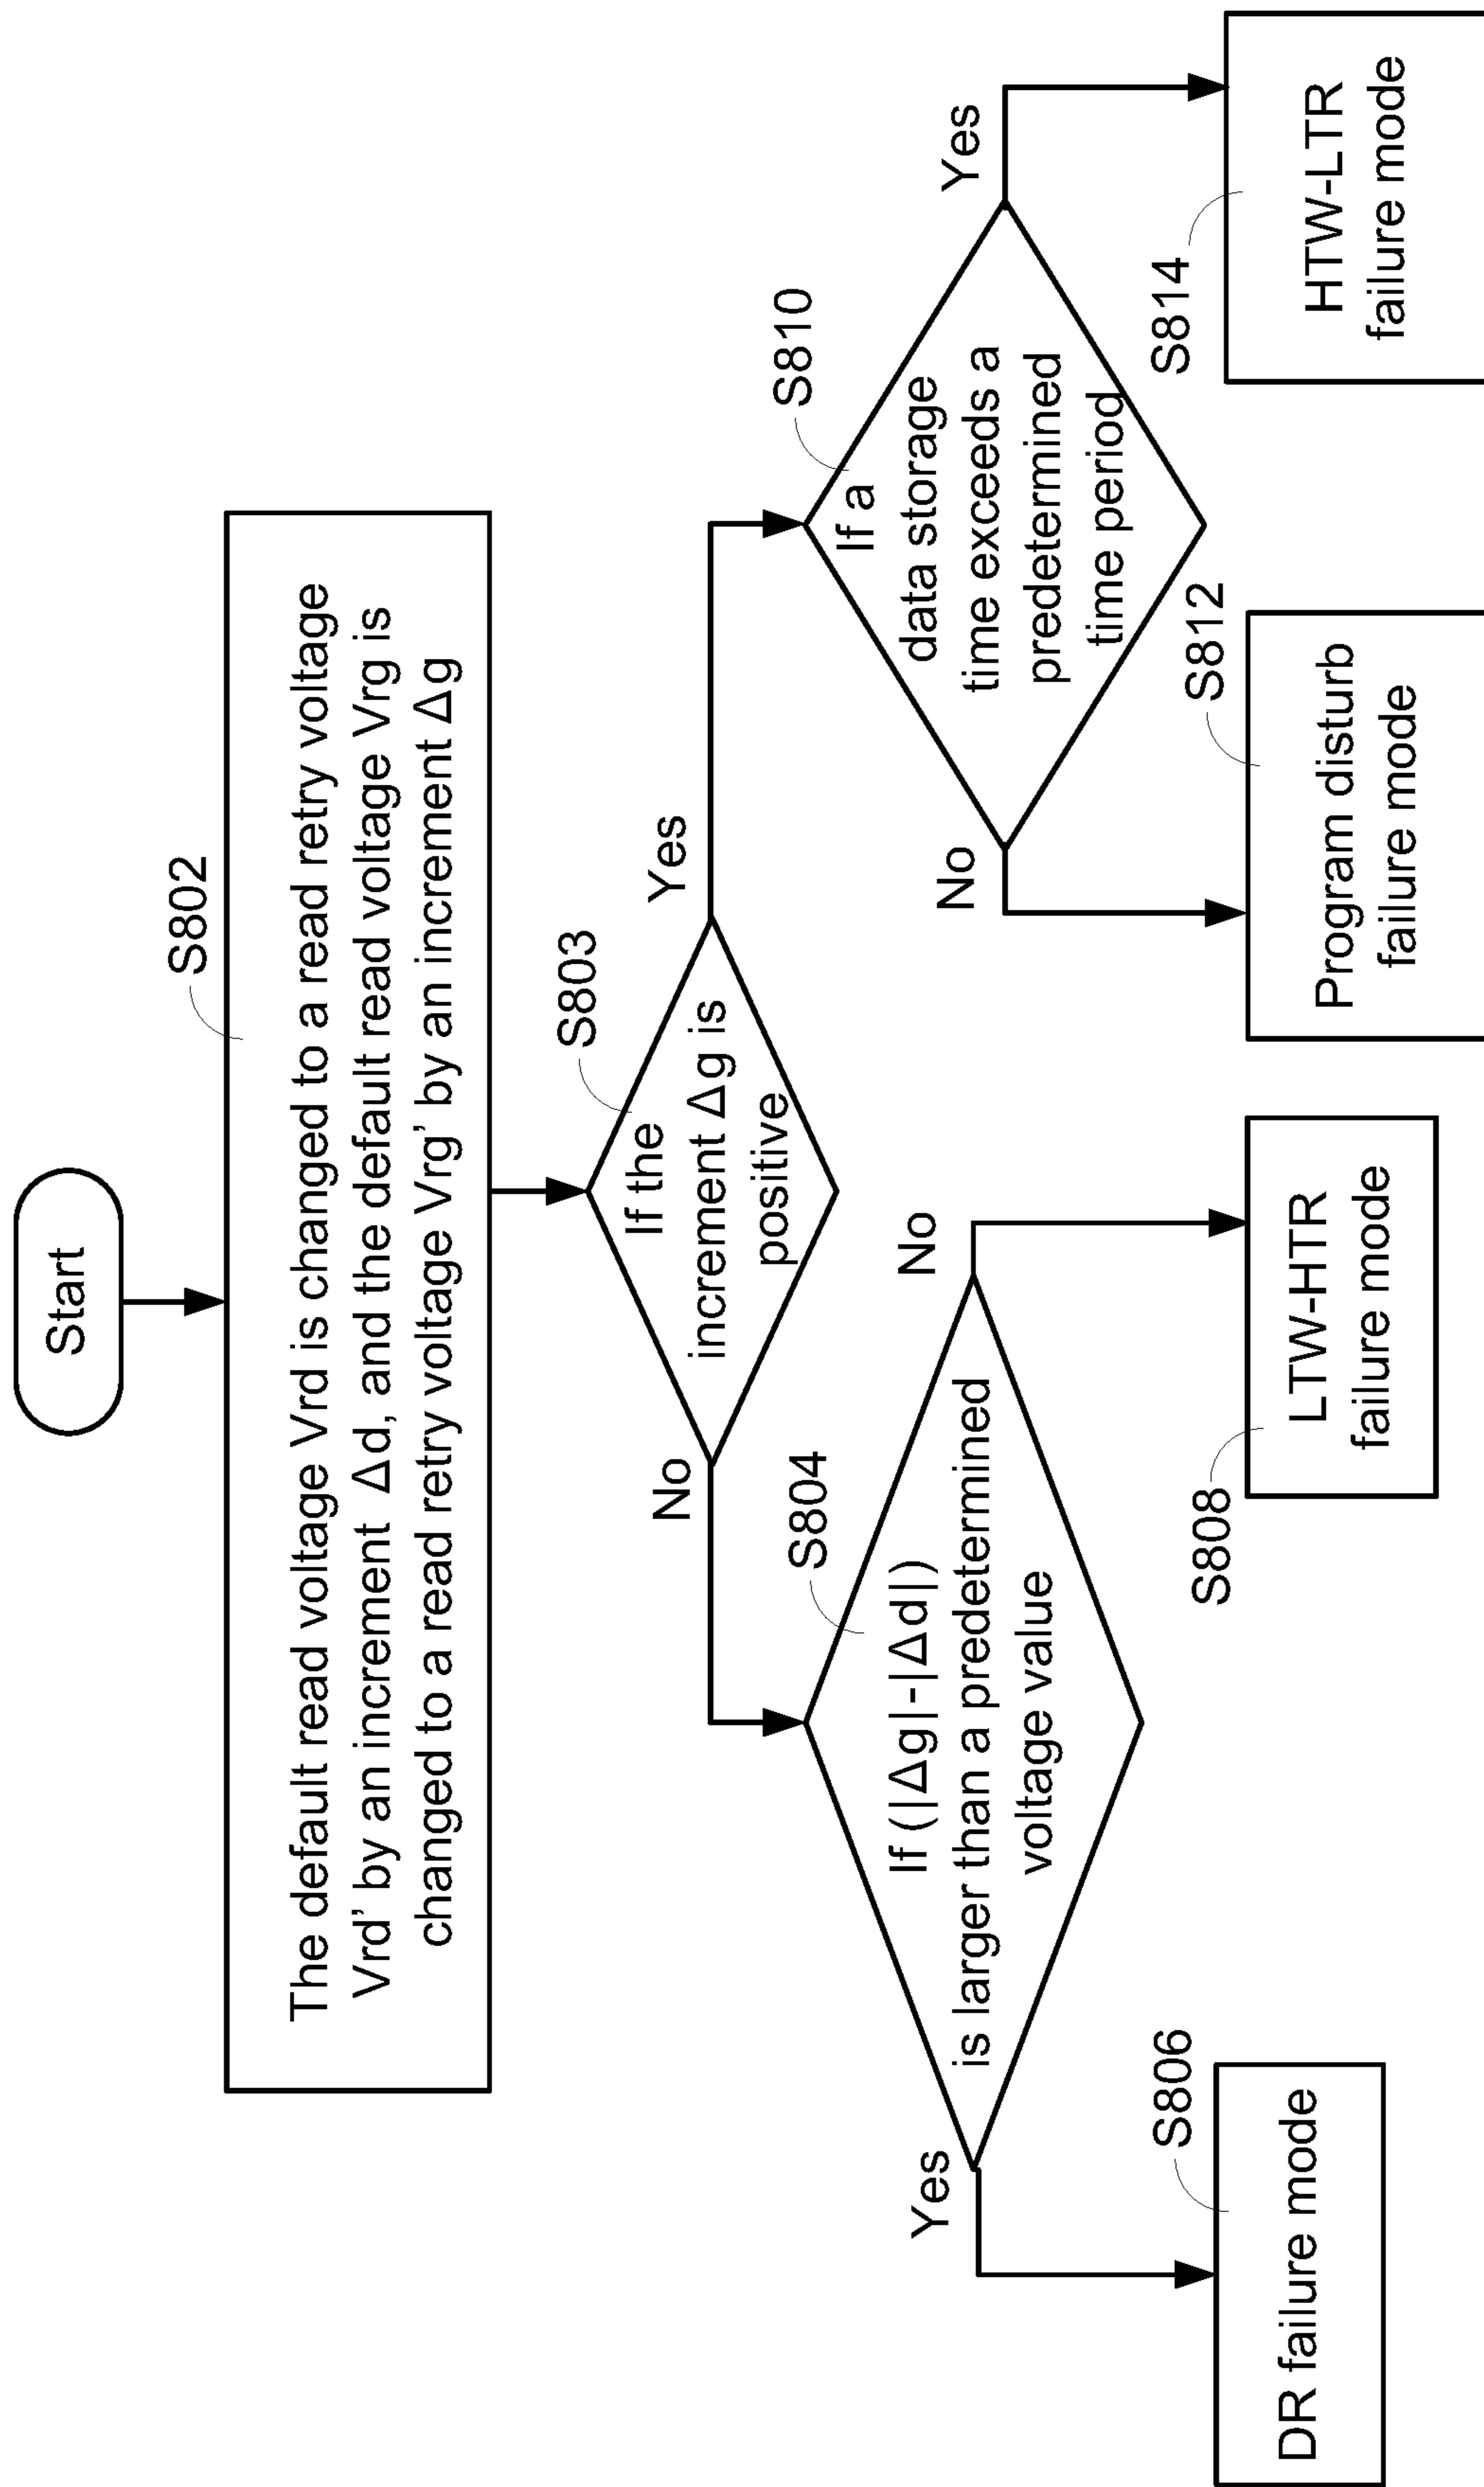 Start
S802
The default read voltage Vrd is changed to a read retry voltage
Vrd' by an increment Δd, and the default read voltage Vrg is
changed to a read retry voltage Vrg' by an increment Δg
S803
If the
increment Δg is
positive
No
Yes
S804
If (|Δg|-|Δd|)
is larger than a predetermined
voltage value
Yes
No
S810
If a
data storage
time exceeds a
predetermined
time period
No
Yes
S806
DR failure mode
S808
LTW-HTR
failure mode
S812
Program disturb
failure mode
S814
HTW-LTR
failure mode